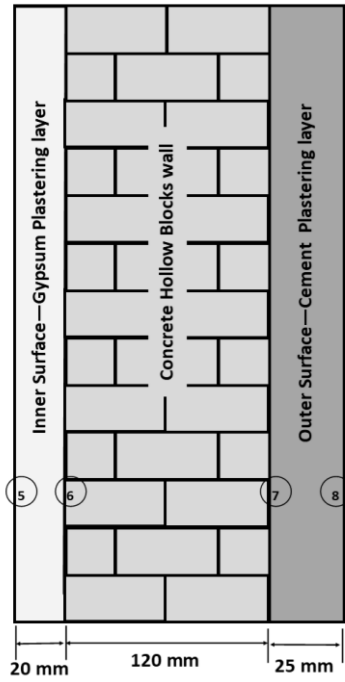 Inner Surface—Gypsum Plastering layer
Concrete Hollow Blocks wall
Outer Surface—Cement Plastering layer
5
6
7
8
20 mm
120 mm
25 mm